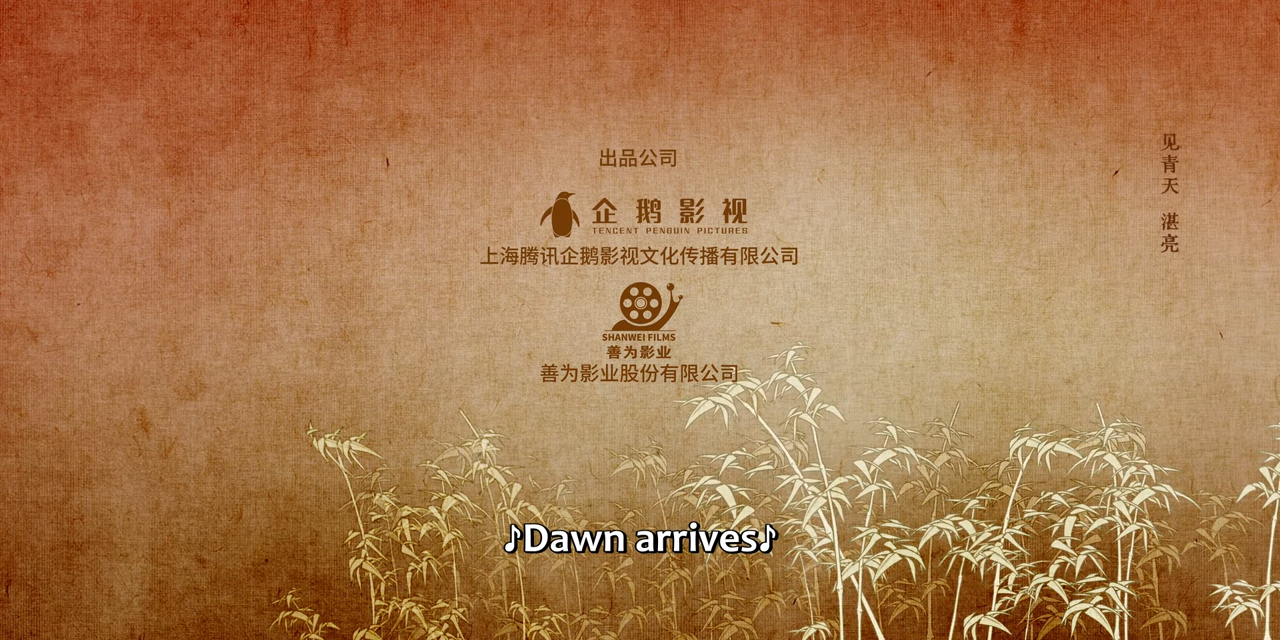 出品公司
企鹅影视
TENCENT PENGUIN PICTURES
上海腾讯企鹅影视文化传播有限公司
SHANWEI FILMS
善为影业
善为影业股份有限公司
见青天 湛亮
♪Dawn arrives♪